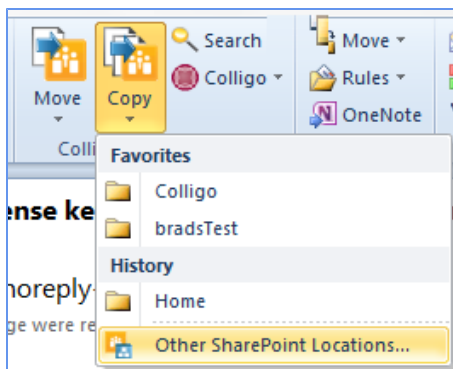 Search
Move
Colligo
Rules
Move
Copy
OneNote
Colli
Favorites
Colligo
ense ke
bradsTest
History
noreply-
Home
ge were re
Other SharePoint Locations...